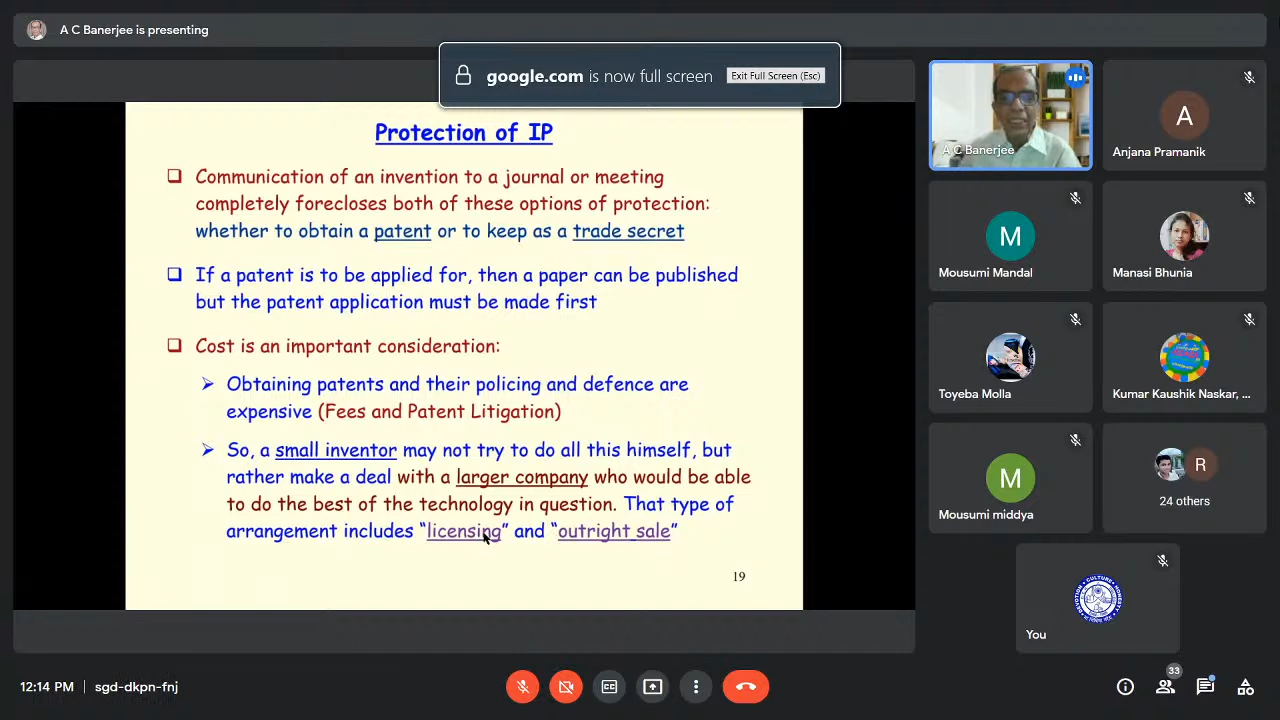 A C Banerjee is presenting
google.com is now full screen Exit Full Screen (Esc)
Protection of IP
Communication of an invention to a journal or meeting
completely forecloses both of these options of protection:
whether to obtain a patent or to keep as a trade secret
If a patent is to be applied for, then a paper can be published
but the patent application must be made first
Cost is an important consideration:
Obtaining patents and their policing and defence are
expensive (Fees and Patent Litigation)
So, a small inventor may not try to do all this himself, but
rather make a deal with a larger company who would be able
to do the best of the technology in question. That type of
arrangement includes “licensing” and “outright sale”
19
A C Banerjee
A
Anjana Pramanik
M
Mousumi Mandal
Manasi Bhunia
Toyeba Molla
Kumar Kaushik Naskar, ...
M
Mousumi middya
R
24 others
You
12:14 PM | sgd-dkpn-fnj
CC
33